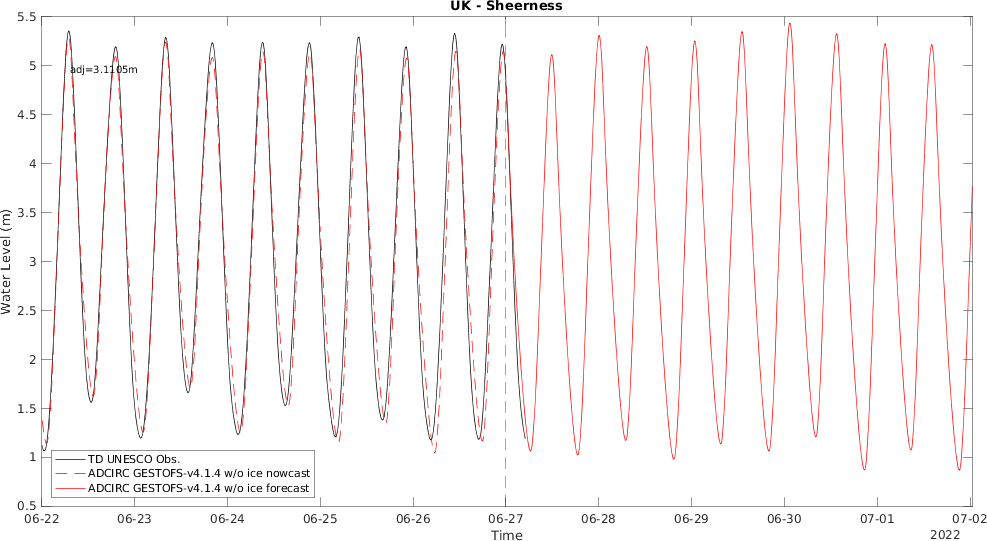 UK - Sheerness
5.5
5
4.5
4
3.5
3
2.5
2
1.5
1
0.5
Water Level (m)
adj=3.1105m
TD UNESCO Obs.
ADCIRC GESTOFS-v4.1.4 w/o ice nowcast
ADCIRC GESTOFS-v4.1.4 w/o ice forecast
06-22 06-23 06-24 06-25 06-26 06-27 06-28 06-29 06-30 07-01 07-02
Time
2022